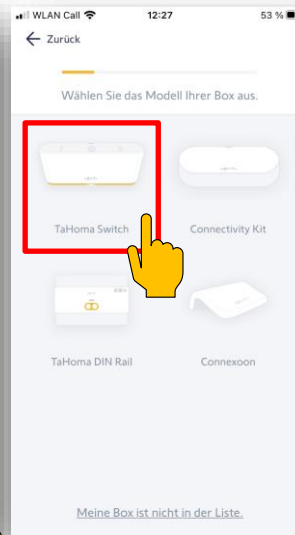 WLAN Call 12:27 53 %
Zurück
Wählen Sie das Modell Ihrer Box aus.
TaHoma Switch Connectivity Kit
TaHoma DIN Rail Connexoon
Meine Box ist nicht in der Liste.